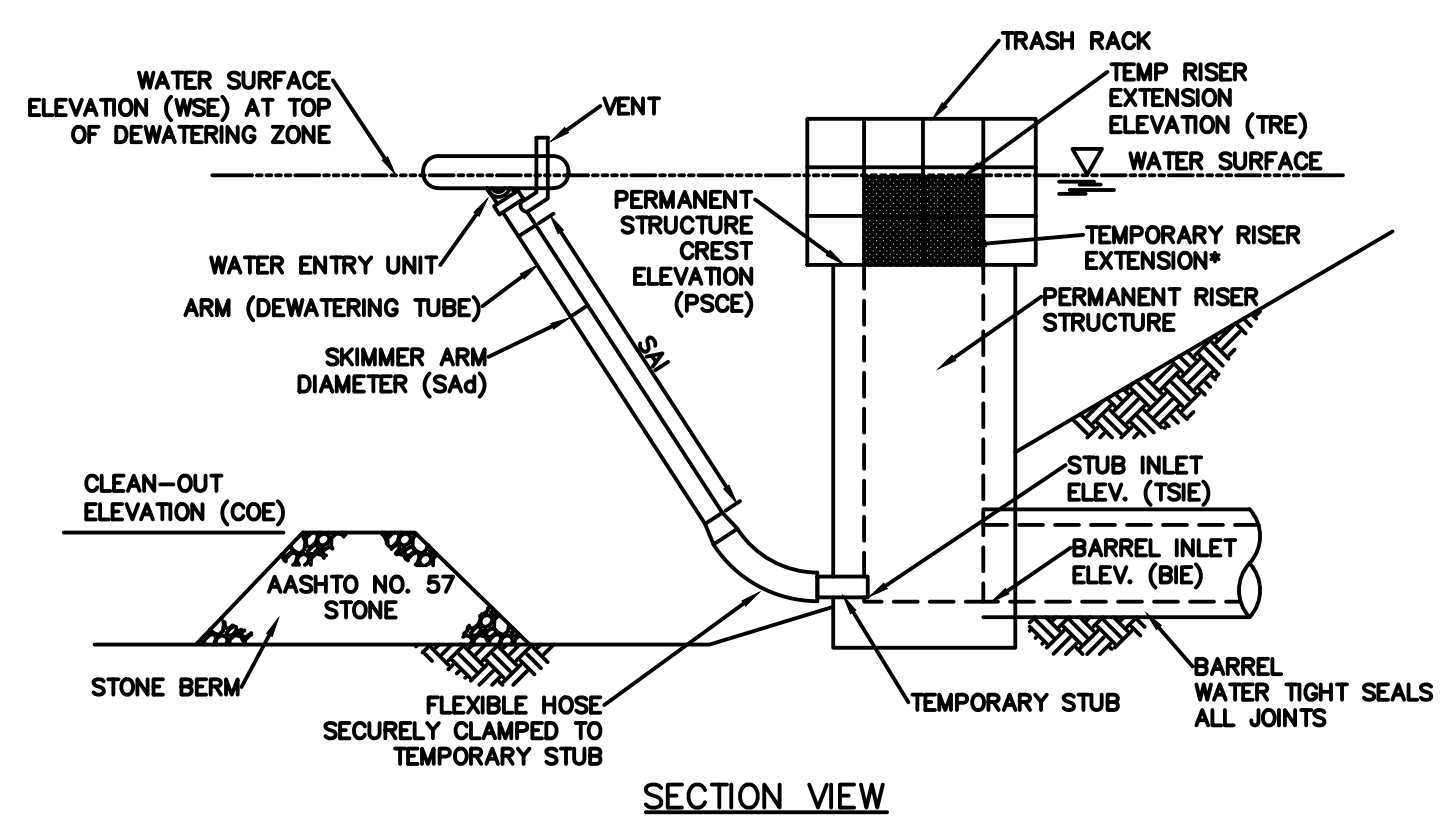 TRASH RACK
WATER SURFACE
ELEVATION (WSE) AT TOP
OF DEWATERING ZONE
VENT
TEMP RISER
EXTENSION
ELEVATION (TRE)
WATER SURFACE
PERMANENT
STRUCTURE
CREST
ELEVATION
(PSCE)
WATER ENTRY UNIT
TEMPORARY RISER
EXTENSION*
ARM (DEWATERING TUBE)
PERMANENT RISER
STRUCTURE
SKIMMER ARM
DIAMETER (SAd)
SAl
CLEAN-OUT
ELEVATION (COE)
STUB INLET
ELEV. (TSIE)
BARREL INLET
ELEV. (BIE)
AASHTO NO. 57
STONE
STONE BERM
FLEXIBLE HOSE
SECURELY CLAMPED TO
TEMPORARY STUB
TEMPORARY STUB
BARREL
WATER TIGHT SEALS
ALL JOINTS
SECTION VIEW